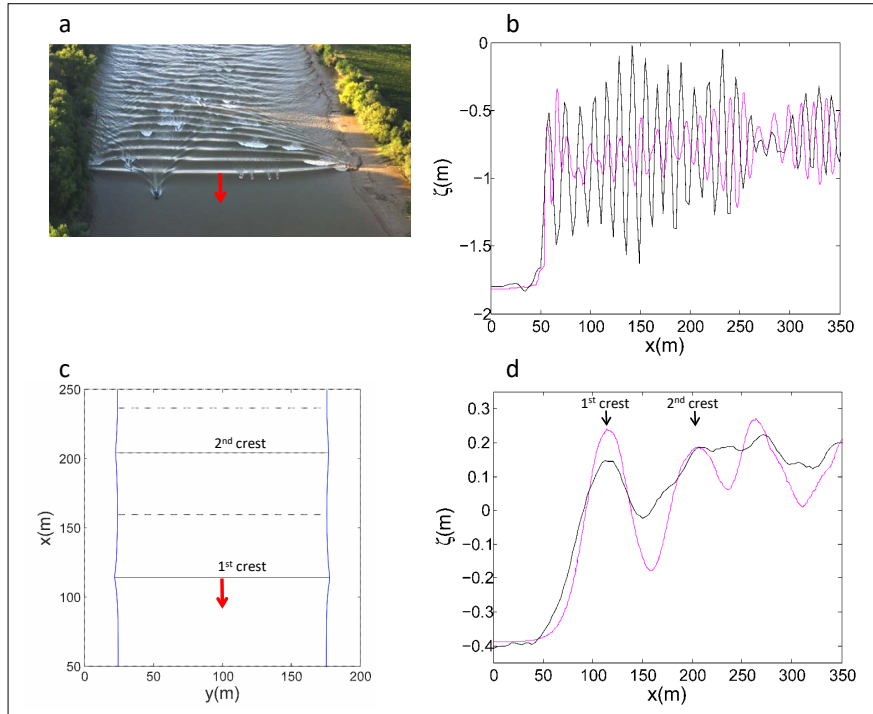 a
b
0
−0.5
−1
−1.5
−2
ζ(m)
0 50 100 150 200 250 300 350
x(m)
c
250
200
150
100
50
x(m)
2nd crest
1st crest
0 50 100 150 200
y(m)
d
1st crest 2nd crest
0.3
0.2
0.1
0
−0.1
−0.2
−0.3
−0.4
ζ(m)
0 50 100 150 200 250 300 350
x(m)